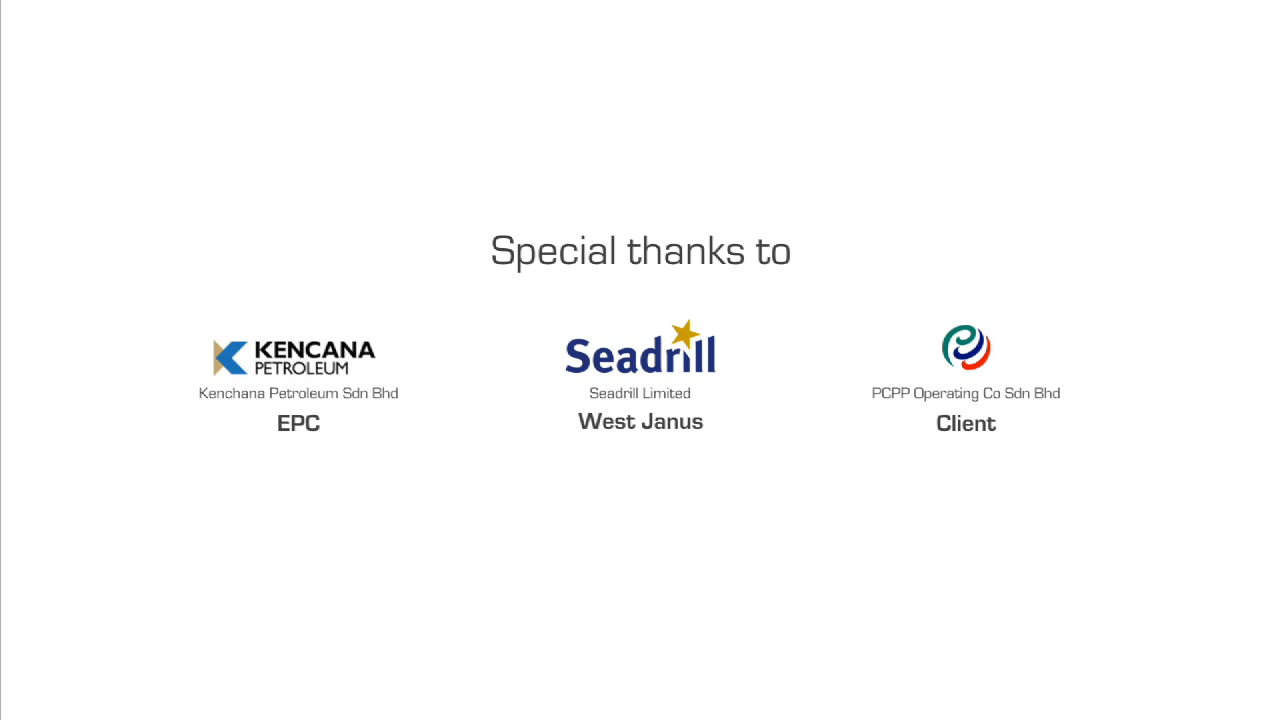 Special thanks to
KENCANA
PETROLEUM
Kenchana Petroleum Sdn Bhd
EPC
Seadrill
Seadrill Limited
West Janus
PCPP Operating Co Sdn Bhd
Client